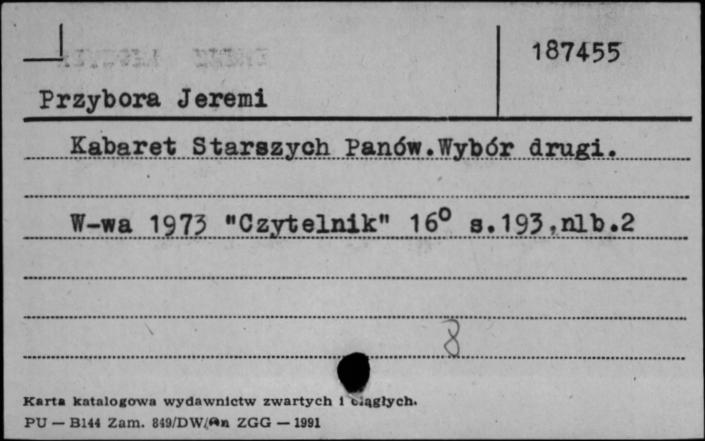 187455
Przybora Jeremi
Kabaret Starszych Panów.Wybór drugi.
W-wa 1973 "Czytelnik" 16° s.193,nlb.2
8
Karta katalogowa wydawnictw zwartych i ciągłych.
PU — B144 Zam. 849/DW/ ZGG — 1991